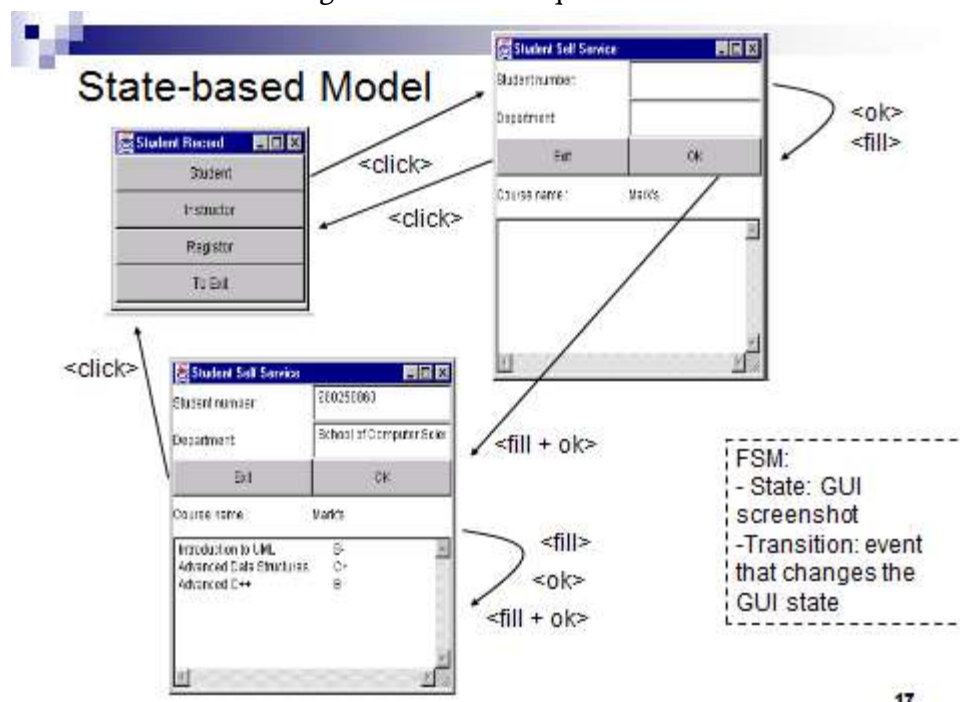 State-based Model
Student Record
Student
Instructor
Registor
To Exit
<click>
<click>
Student Self Service
Student number:
Department
Exit OK
Course name: Marks
<ok>
<fill>
<click>
Student Self Service
Student number:
Department
School of Computer Scier
Exit OK
Course name: Marks
Introduction to UML B-
Advanced Data Structures C+
Advanced C++ B
<fill + ok>
<fill>
<ok>
<fill + ok>
FSM:
- State: GUI
screenshot
-Transition: event
that changes the
GUI state
17